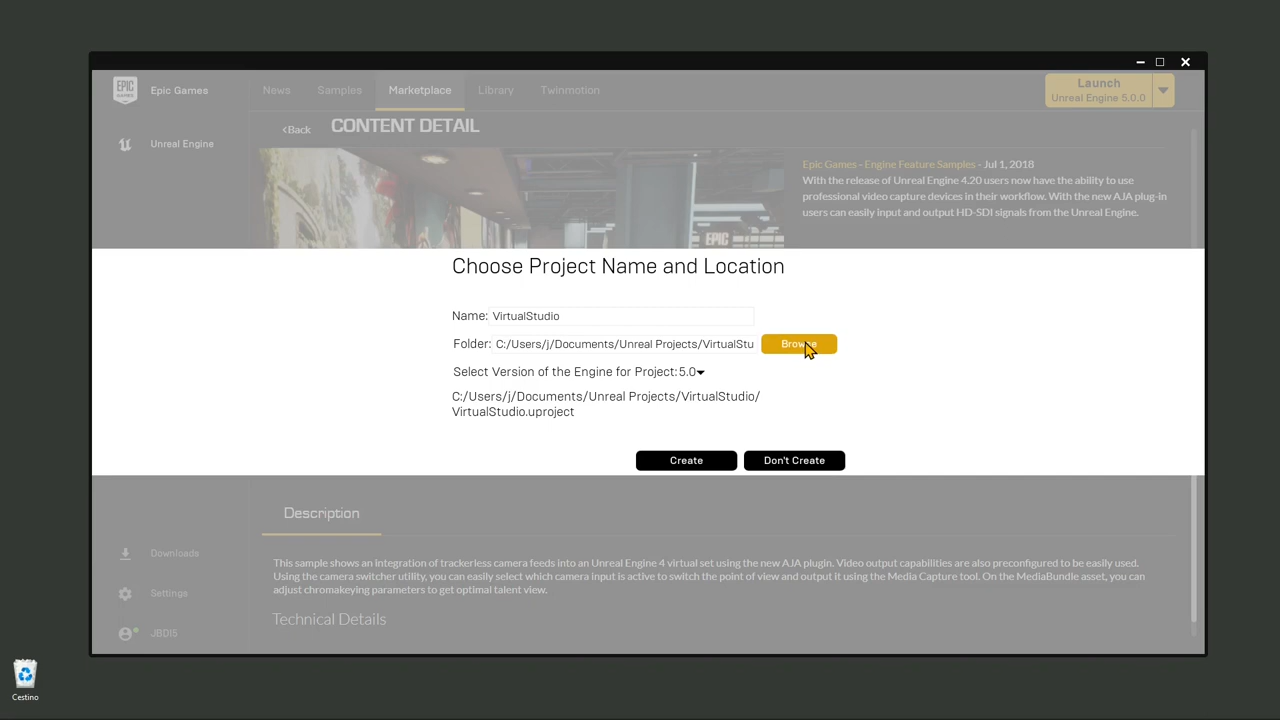 EPIC GAMES
Epic Games
News
Samples
Marketplace
Library
Twinmotion
Launch
Unreal Engine 5.0.0
Unreal Engine
<Back
CONTENT DETAIL
EPIC
Epic Games - Engine Feature Samples - Jul 1, 2018
With the release of Unreal Engine 4.20 users now have the ability to use
professional video capture devices in their workflow. With the new AJA plug-in
users can easily input and output HD-SDI signals from the Unreal Engine.
Choose Project Name and Location
Name: VirtualStudio
Folder: C:/Users/j/Documents/Unreal Projects/VirtualStu
Browse
Select Version of the Engine for Project: 5.0
C:/Users/j/Documents/Unreal Projects/VirtualStudio/
VirtualStudio.uproject
Create
Don't Create
Description
This sample shows an integration of trackerless camera feeds into an Unreal Engine 4 virtual set using the new AJA plugin. Video output capabilities are also preconfigured to be easily used.
Using the camera switcher utility, you can easily select which camera input is active to switch the point of view and output it using the Media Capture tool. On the MediaBundle asset, you can
adjust chromakeying parameters to get optimal talent view.
Technical Details
Downloads
Settings
JBDI5
Cestino